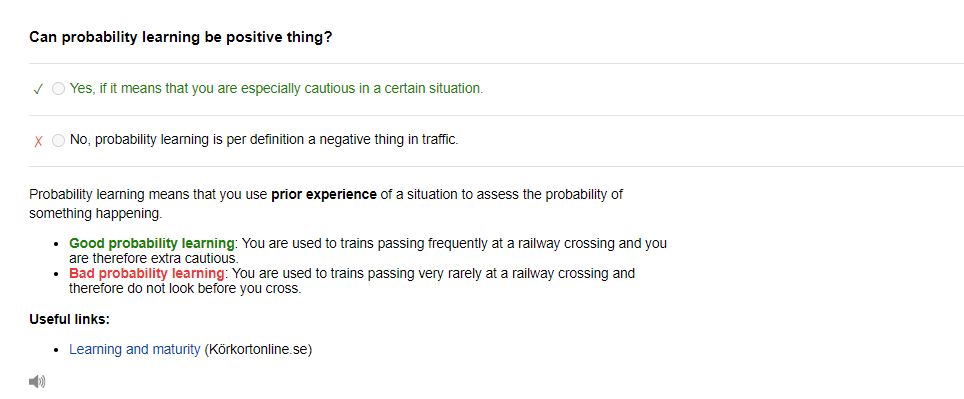 Can probability learning be positive thing?
✓ Yes, if it means that you are especially cautious in a certain situation.
X No, probability learning is per definition a negative thing in traffic.
Probability learning means that you use prior experience of a situation to assess the probability of
something happening.
• Good probability learning: You are used to trains passing frequently at a railway crossing and you
are therefore extra cautious.
• Bad probability learning: You are used to trains passing very rarely at a railway crossing and
therefore do not look before you cross.
Useful links:
• Learning and maturity (Körkortonline.se)